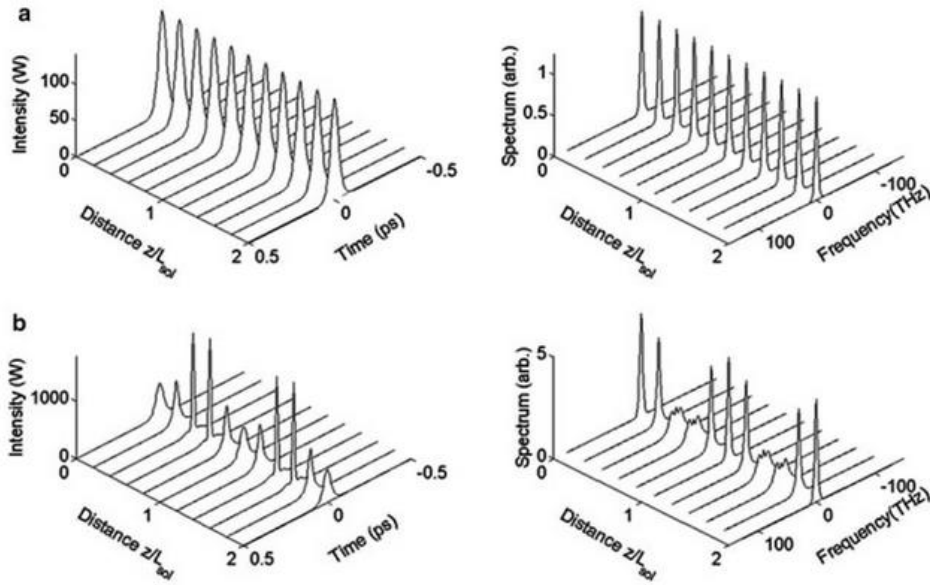 a
Intensity (W)
100
50
0
0
1
2
Distance z/L_sol
0.5
0
-0.5
Time (ps)
Spectrum (arb.)
1
0.5
0
0
1
2
Distance z/L_sol
100
0
-100
Frequency(THz)
b
Intensity (W)
1000
0
0
1
2
Distance z/L_sol
0.5
0
-0.5
Time (ps)
Spectrum (arb.)
5
0
0
1
2
Distance z/L_sol
100
0
-100
Frequency(THz)